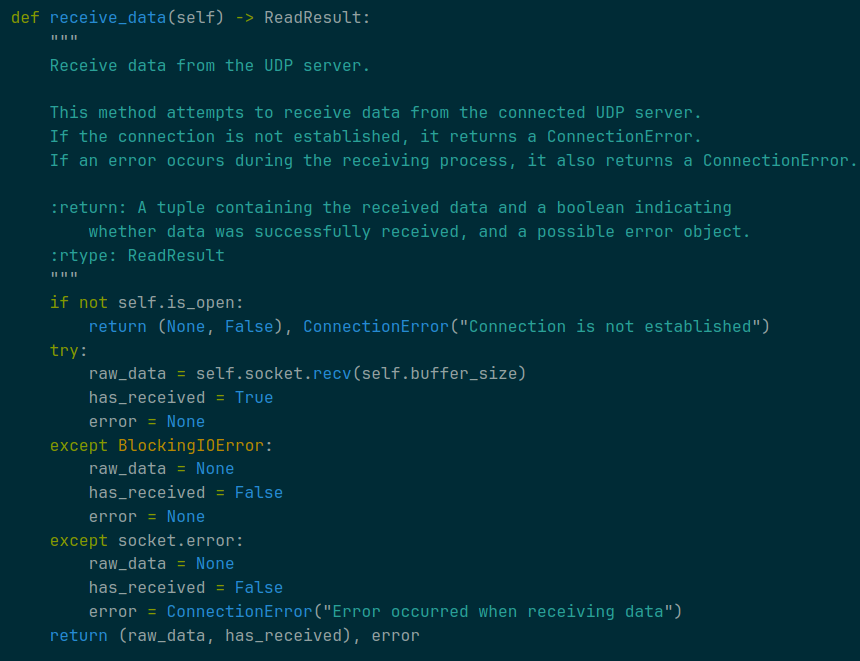 def receive_data(self) -> ReadResult:
    """
    Receive data from the UDP server.

    This method attempts to receive data from the connected UDP server.
    If the connection is not established, it returns a ConnectionError.
    If an error occurs during the receiving process, it also returns a ConnectionError.

    :return: A tuple containing the received data and a boolean indicating
        whether data was successfully received, and a possible error object.
    :rtype: ReadResult
    """
    if not self.is_open:
        return (None, False), ConnectionError("Connection is not established")
    try:
        raw_data = self.socket.recv(self.buffer_size)
        has_received = True
        error = None
    except BlockingIOError:
        raw_data = None
        has_received = False
        error = None
    except socket.error:
        raw_data = None
        has_received = False
        error = ConnectionError("Error occurred when receiving data")
    return (raw_data, has_received), error